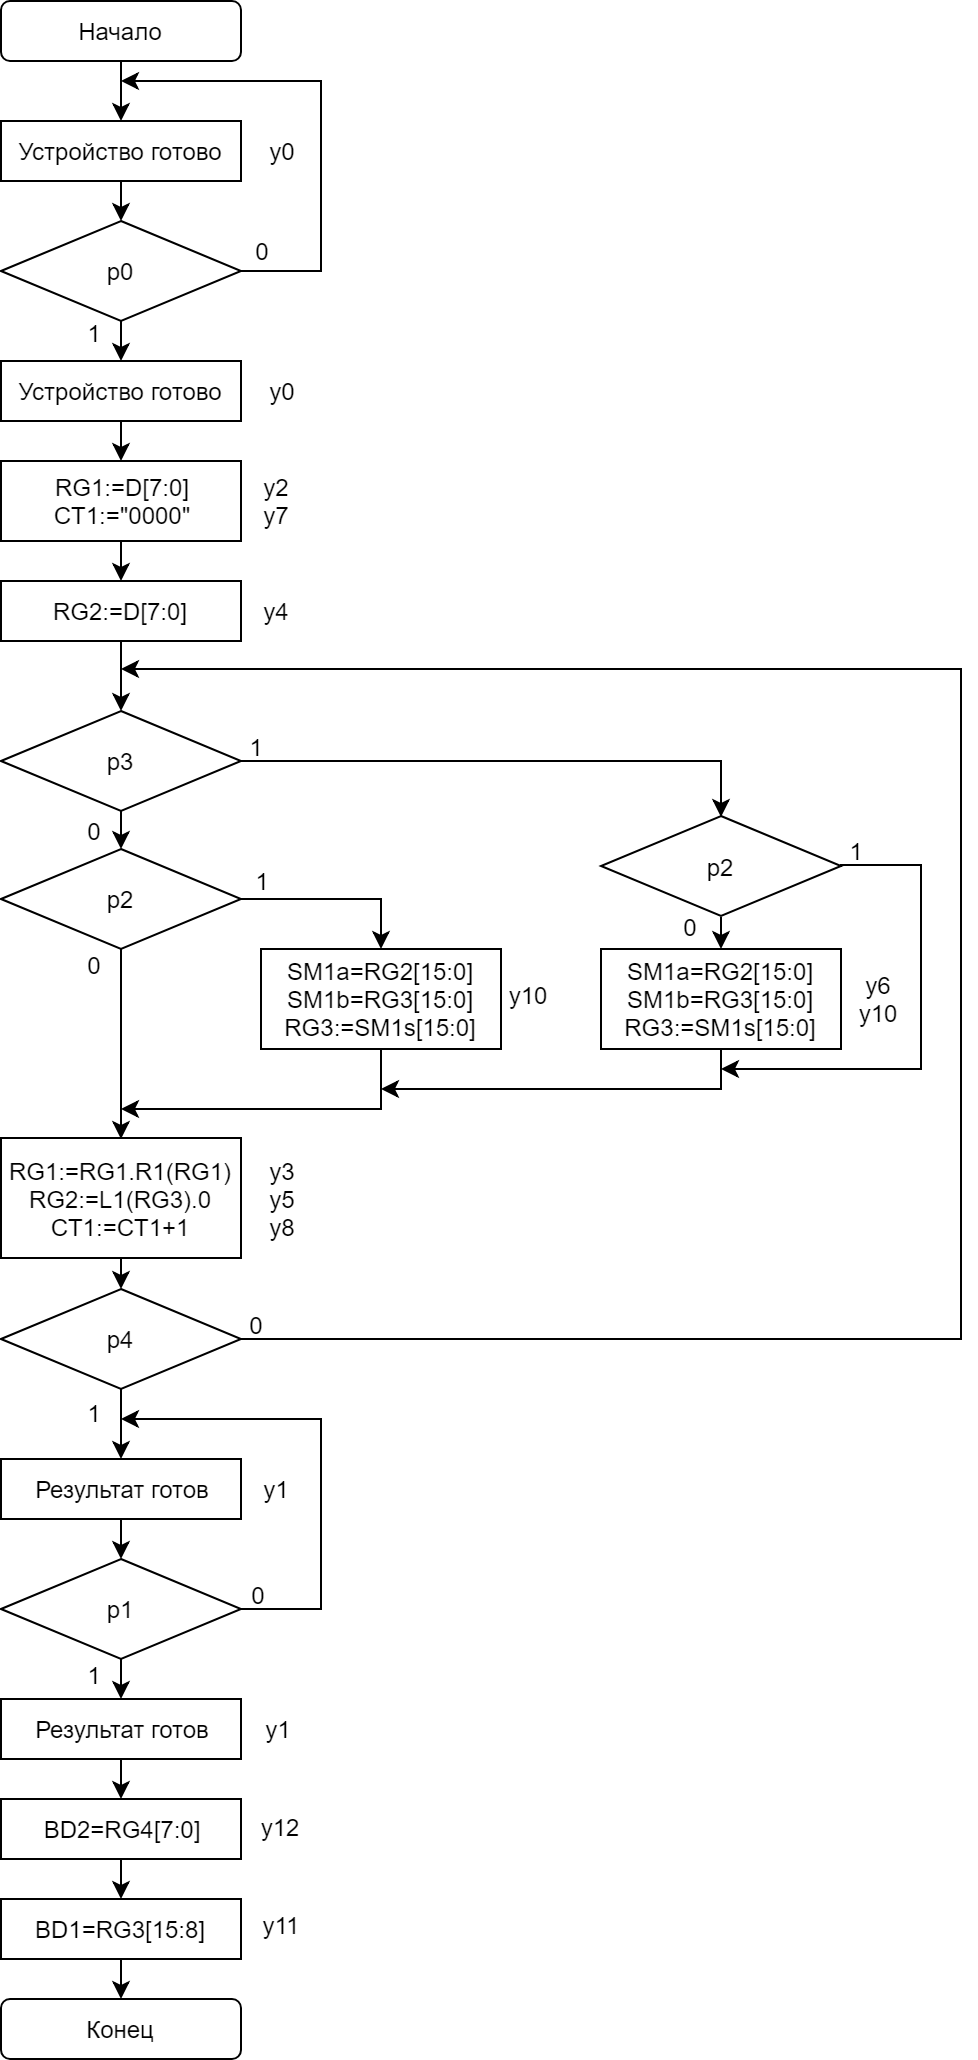 Начало
Устройство готово
y0
p0
0
1
Устройство готово
y0
RG1:=D[7:0]
CT1:="0000"
y2
y7
RG2:=D[7:0]
y4
p3
1
0
p2
1
0
p2
1
0
SM1a=RG2[15:0]
SM1b=RG3[15:0]
RG3:=SM1s[15:0]
y10
SM1a=RG2[15:0]
SM1b=RG3[15:0]
RG3:=SM1s[15:0]
y6
y10
RG1:=RG1.R1(RG1)
RG2:=L1(RG3).0
CT1:=CT1+1
y3
y5
y8
p4
0
1
Результат готов
y1
p1
0
1
Результат готов
y1
BD2=RG4[7:0]
y12
BD1=RG3[15:8]
y11
Конец